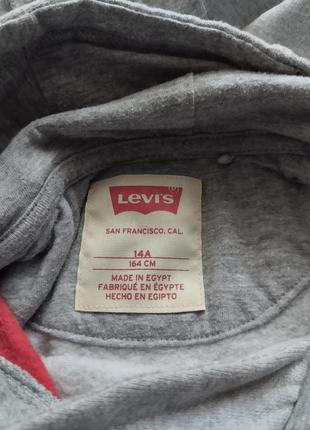 LEVI'S
SAN FRANCISCO, CAL.
14A
164 CM
MADE IN EGYPT
FABRIQUÉ EN ÉGYPTE
HECHO EN EGIPTO